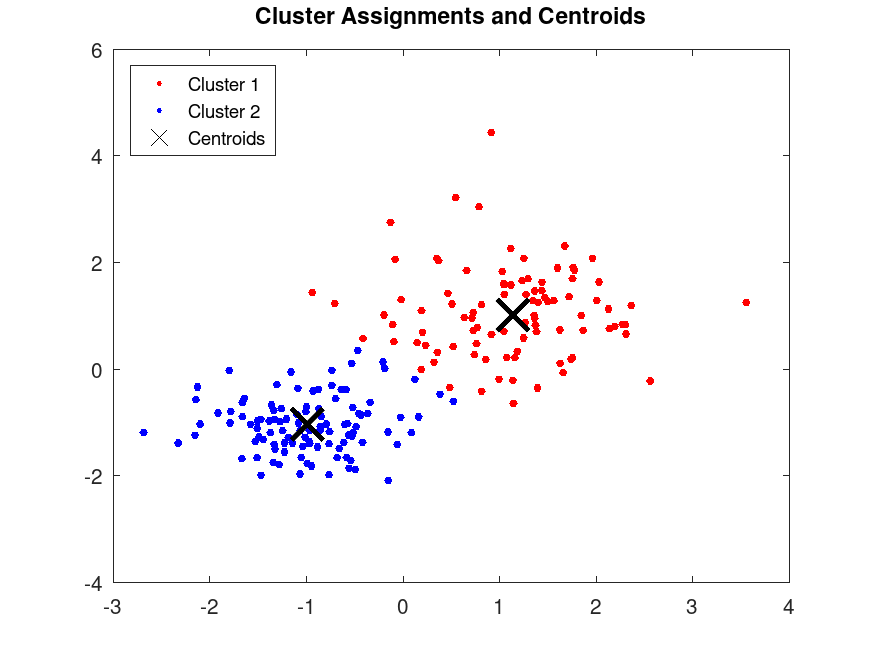 Cluster Assignments and Centroids
6
4
2
0
-2
-4
Cluster 1
Cluster 2
Centroids
-3 -2 -1 0 1 2 3 4